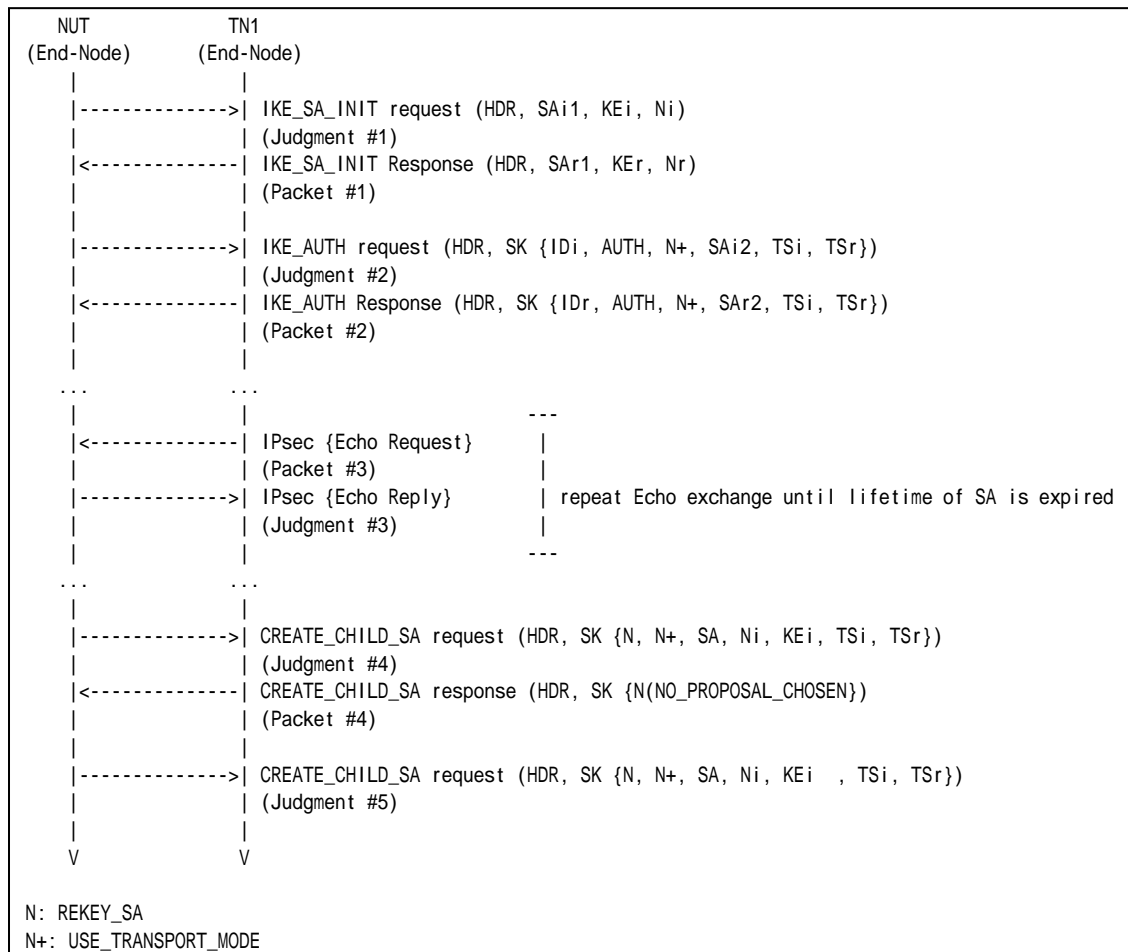 NUT TN1
(End-Node) (End-Node)
| |
|-------------->| IKE_SA_INIT request (HDR, SAi1, KEi, Ni)
| | (Judgment #1)
|<--------------| IKE_SA_INIT Response (HDR, SAr1, KEr, Nr)
| | (Packet #1)
| |
|-------------->| IKE_AUTH request (HDR, SK {IDi, AUTH, N+, SAi2, TSi, TSr})
| | (Judgment #2)
|<--------------| IKE_AUTH Response (HDR, SK {IDr, AUTH, N+, SAr2, TSi, TSr})
| | (Packet #2)
| |
... ...
| | ---
|<--------------| IPsec {Echo Request} |
| | (Packet #3) |
|-------------->| IPsec {Echo Reply} | repeat Echo exchange until lifetime of SA is expired
| | (Judgment #3) |
| | ---
... ...
| |
|-------------->| CREATE_CHILD_SA request (HDR, SK {N, N+, SA, Ni, KEi, TSi, TSr})
| | (Judgment #4)
|<--------------| CREATE_CHILD_SA response (HDR, SK {N(NO_PROPOSAL_CHOSEN})
| | (Packet #4)
| |
|-------------->| CREATE_CHILD_SA request (HDR, SK {N, N+, SA, Ni, KEi , TSi, TSr})
| | (Judgment #5)
| |
V V
N: REKEY_SA
N+: USE_TRANSPORT_MODE